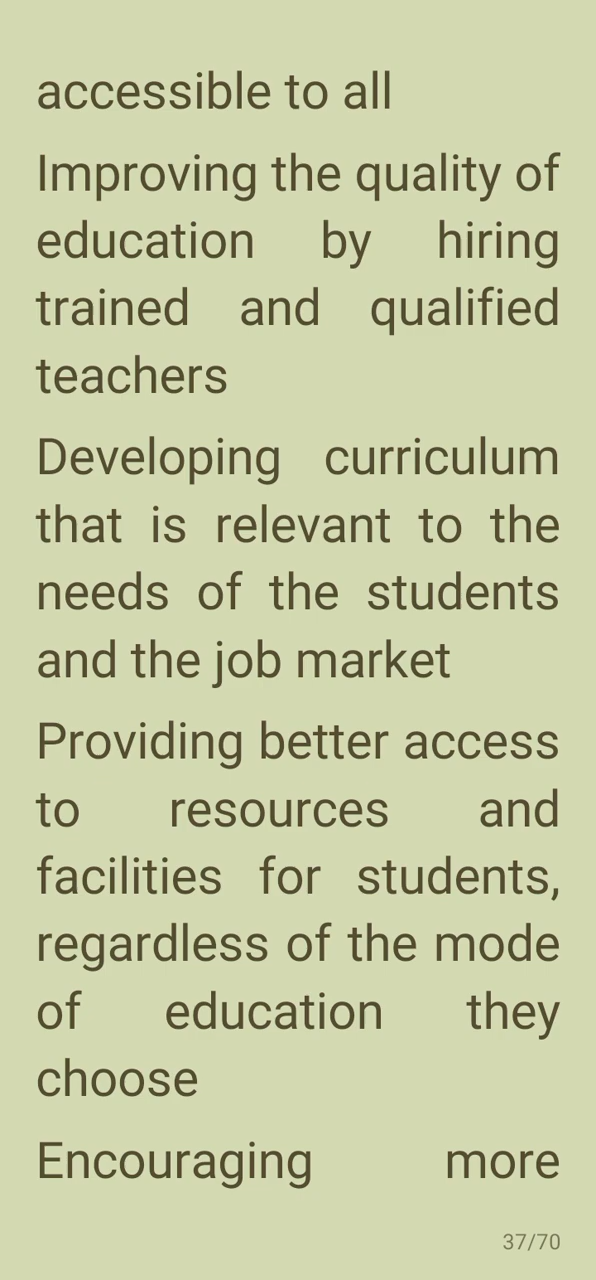 accessible to all
Improving the quality of
education by hiring
trained and qualified
teachers
Developing curriculum
that is relevant to the
needs of the students
and the job market
Providing better access
to resources and
facilities for students,
regardless of the mode
of education they
choose
Encouraging more
37/70